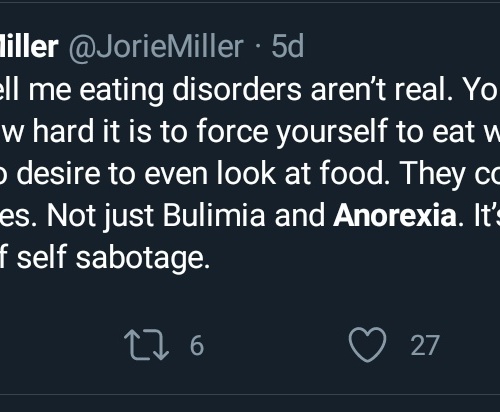 iller @JorieMiller · 5d
ell me eating disorders aren’t real. Yo
w hard it is to force yourself to eat w
o desire to even look at food. They co
es. Not just Bulimia and Anorexia. It’s
f self sabotage.
6 27